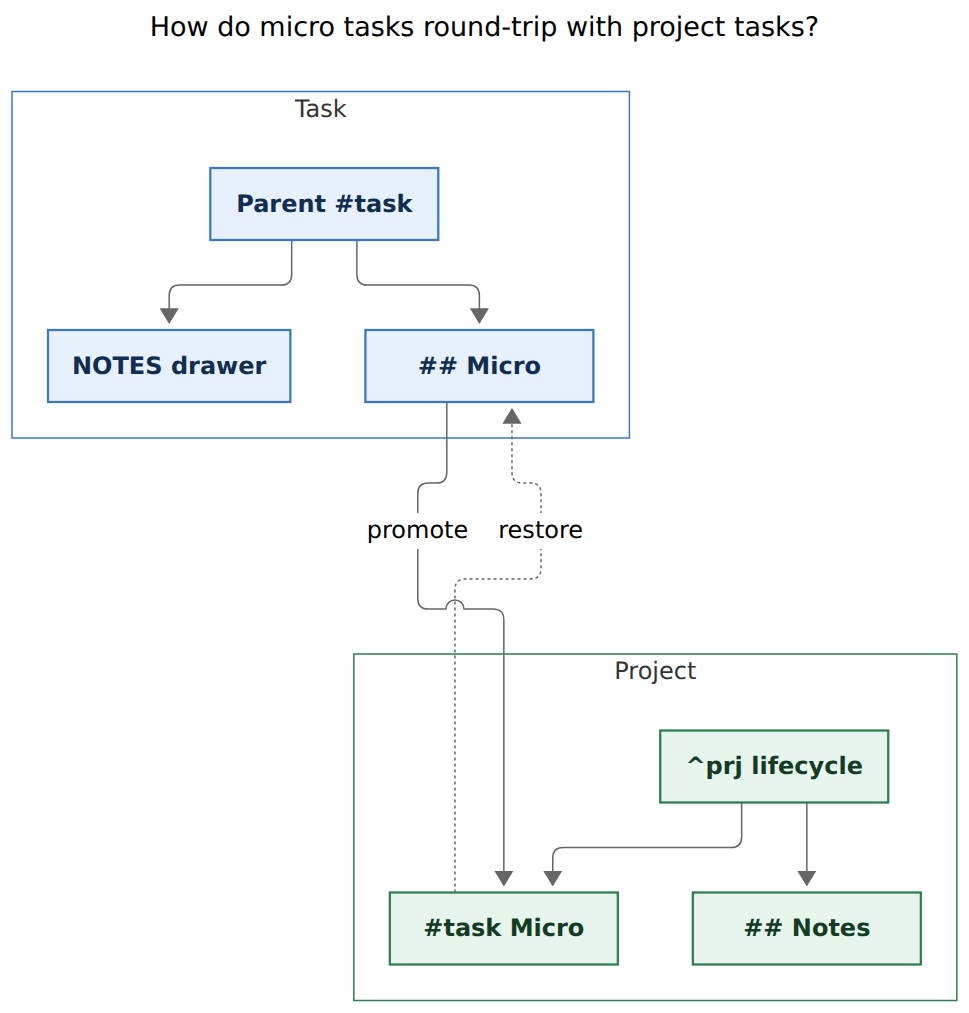 How do micro tasks round-trip with project tasks?
Task
Parent #task
NOTES drawer
## Micro
promote
restore
Project
^prj lifecycle
#task Micro
## Notes